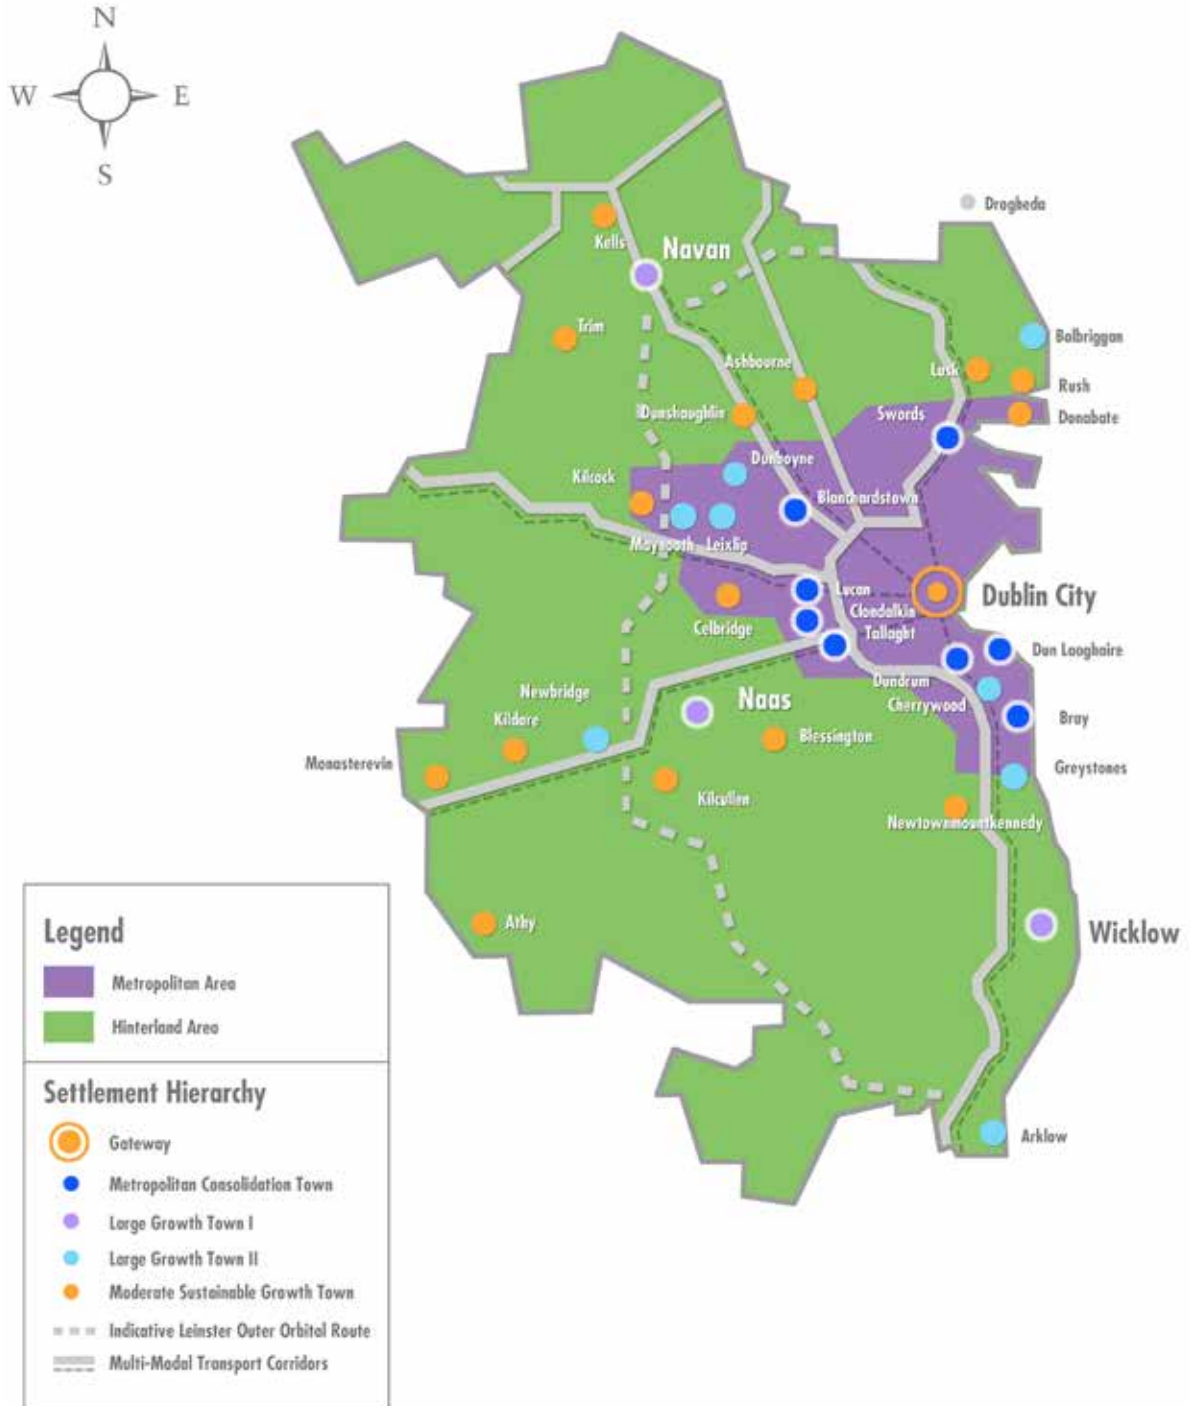 N
W E
S
Drogheda
Kells
Navan
Trim
Balbriggan
Ashbourne
Lusk
Rush
Dunshaughlin
Swords
Donabate
Dunboyne
Kilcock
Blanchardstown
Maynooth Leixlip
Lucan
Dublin City
Clondalkin
Celbridge
Tallaght
Dun Laoghaire
Dundrum
Newbridge
Naas
Cherrywood
Kildare
Bray
Blessington
Monasterevin
Greystones
Kilcullen
Newtownmountkennedy
Athy
Wicklow
Legend
Metropolitan Area
Hinterland Area
Settlement Hierarchy
Gateway
Metropolitan Consolidation Town
Large Growth Town I
Large Growth Town II
Moderate Sustainable Growth Town
Indicative Leinster Outer Orbital Route
Multi-Modal Transport Corridors
Arklow